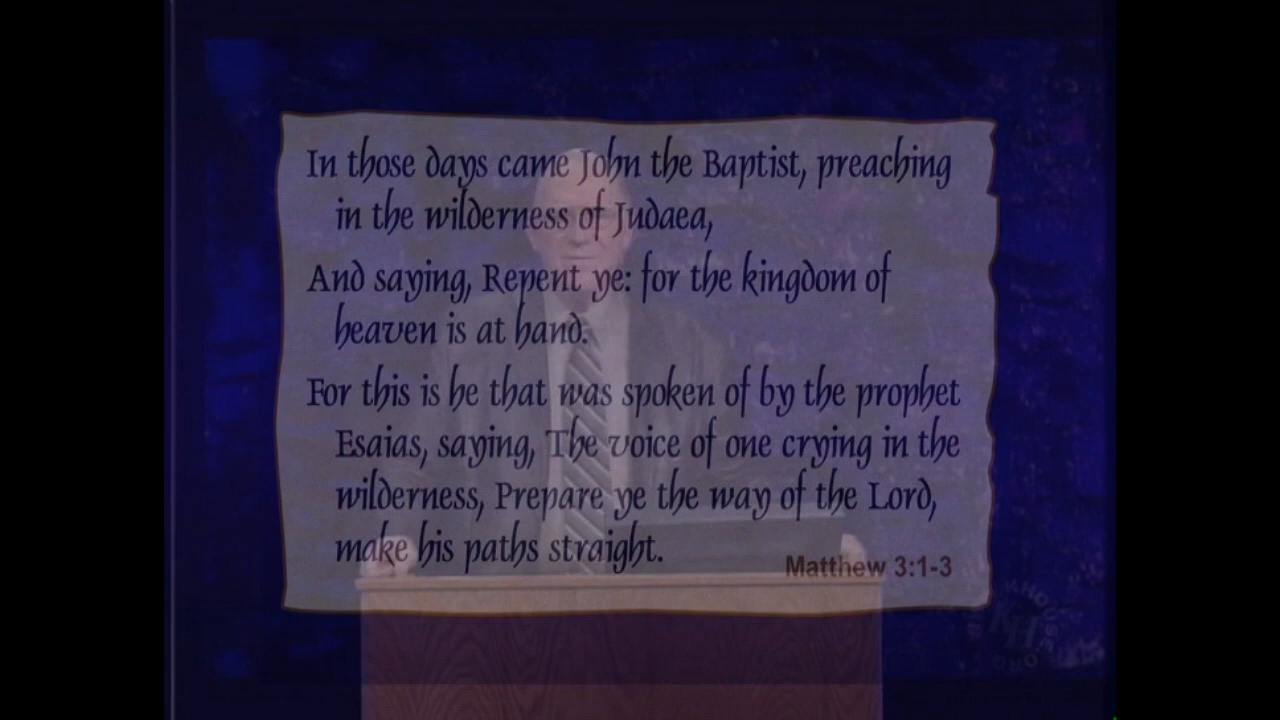 In those days came John the Baptist, preaching
in the wilderness of Judaea,
And saying, Repent ye: for the kingdom of
heaven is at hand.
For this is he that was spoken of by the prophet
Esaias, saying, The voice of one crying in the
wilderness, Prepare ye the way of the Lord,
make his paths straight.
Matthew 3:1-3